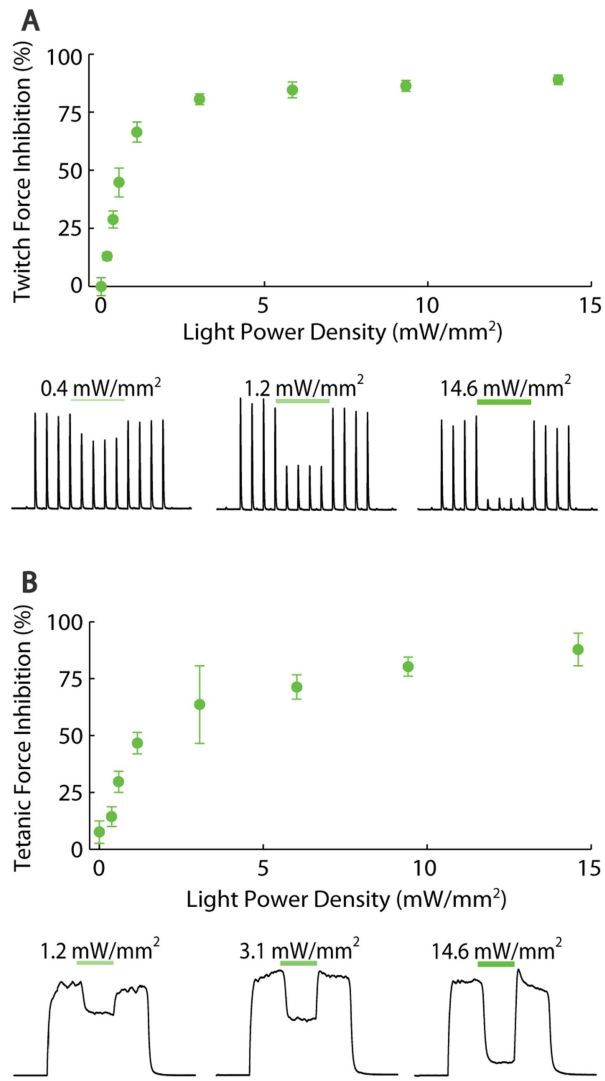 A
Twitch Force Inhibition (%)
100
75
50
25
0
0 5 10 15
Light Power Density (mW/mm²)
0.4 mW/mm² 1.2 mW/mm² 14.6 mW/mm²
B
Tetanic Force Inhibition (%)
100
75
50
25
0
0 5 10 15
Light Power Density (mW/mm²)
1.2 mW/mm² 3.1 mW/mm² 14.6 mW/mm²